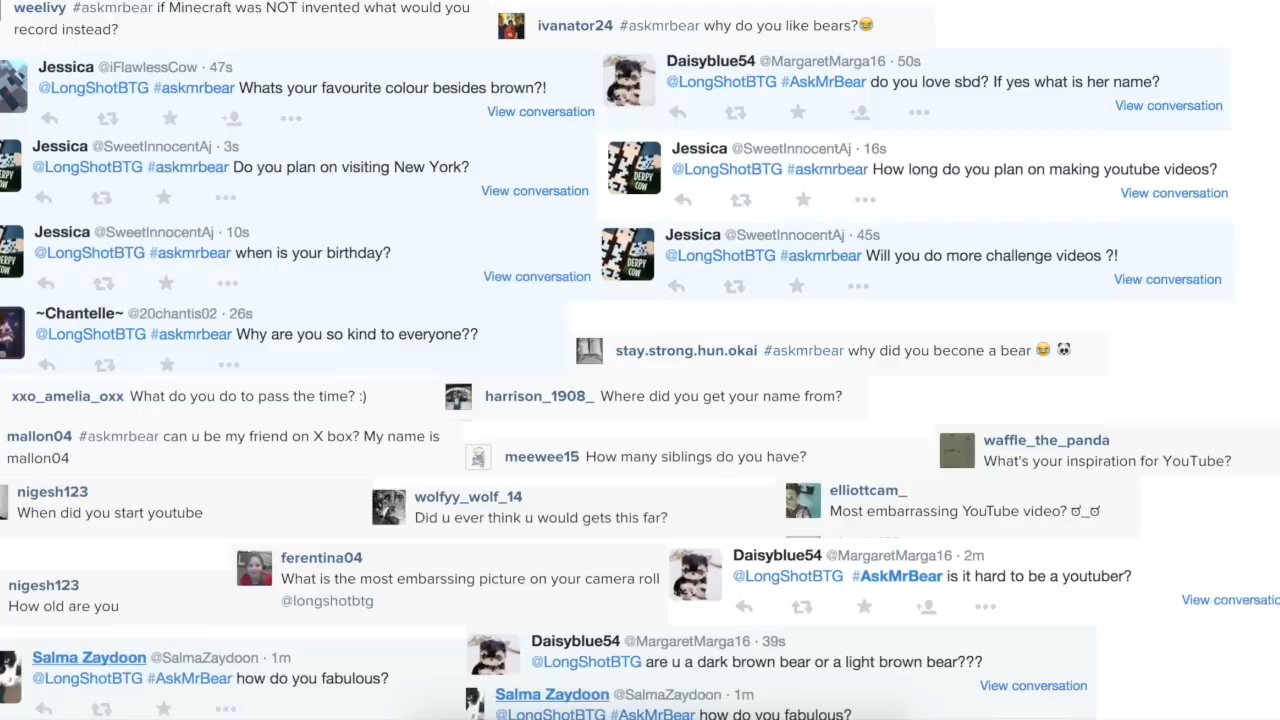 weelivy #askmrbear if Minecraft was NOT invented what would you
record instead?
ivanator24 #askmrbear why do you like bears?😂
Jessica @iFlawlessCow · 47s
@LongShotBTG #askmrbear Whats your favourite colour besides brown?!
View conversation
Daisyblue54 @MargaretMarga16 · 50s
@LongShotBTG #AskMrBear do you love sbd? If yes what is her name?
View conversation
Jessica @SweetInnocentAj · 3s
@LongShotBTG #askmrbear Do you plan on visiting New York?
View conversation
DERPY
COW
Jessica @SweetInnocentAj · 16s
@LongShotBTG #askmrbear How long do you plan on making youtube videos?
View conversation
Jessica @SweetInnocentAj · 10s
@LongShotBTG #askmrbear when is your birthday?
View conversation
DERPY
COW
Jessica @SweetInnocentAj · 45s
@LongShotBTG #askmrbear Will you do more challenge videos ?!
View conversation
~Chantelle~ @20chantis02 · 26s
@LongShotBTG #askmrbear Why are you so kind to everyone??
stay.strong.hun.okai #askmrbear why did you becone a bear 😂 🐼
xxo_amelia_oxx What do you do to pass the time? :)
harrison_1908_ Where did you get your name from?
mallon04 #askmrbear can u be my friend on X box? My name is
mallon04
meewee15 How many siblings do you have?
waffle_the_panda
What's your inspiration for YouTube?
nigesh123
When did you start youtube
wolfyy_wolf_14
Did u ever think u would gets this far?
elliottcam_
Most embarrassing YouTube video? ಠ_ಠ
ferentina04
What is the most embarssing picture on your camera roll
@longshotbtg
Daisyblue54 @MargaretMarga16 · 2m
@LongShotBTG #AskMrBear is it hard to be a youtuber?
View conversatio
nigesh123
How old are you
Salma Zaydoon @SalmaZaydoon · 1m
@LongShotBTG #AskMrBear how do you fabulous?
Daisyblue54 @MargaretMarga16 · 39s
@LongShotBTG are u a dark brown bear or a light brown bear???
View conversation
Salma Zaydoon @SalmaZaydoon · 1m
@LongShotBTG #AskMrBear how do you fabulous?